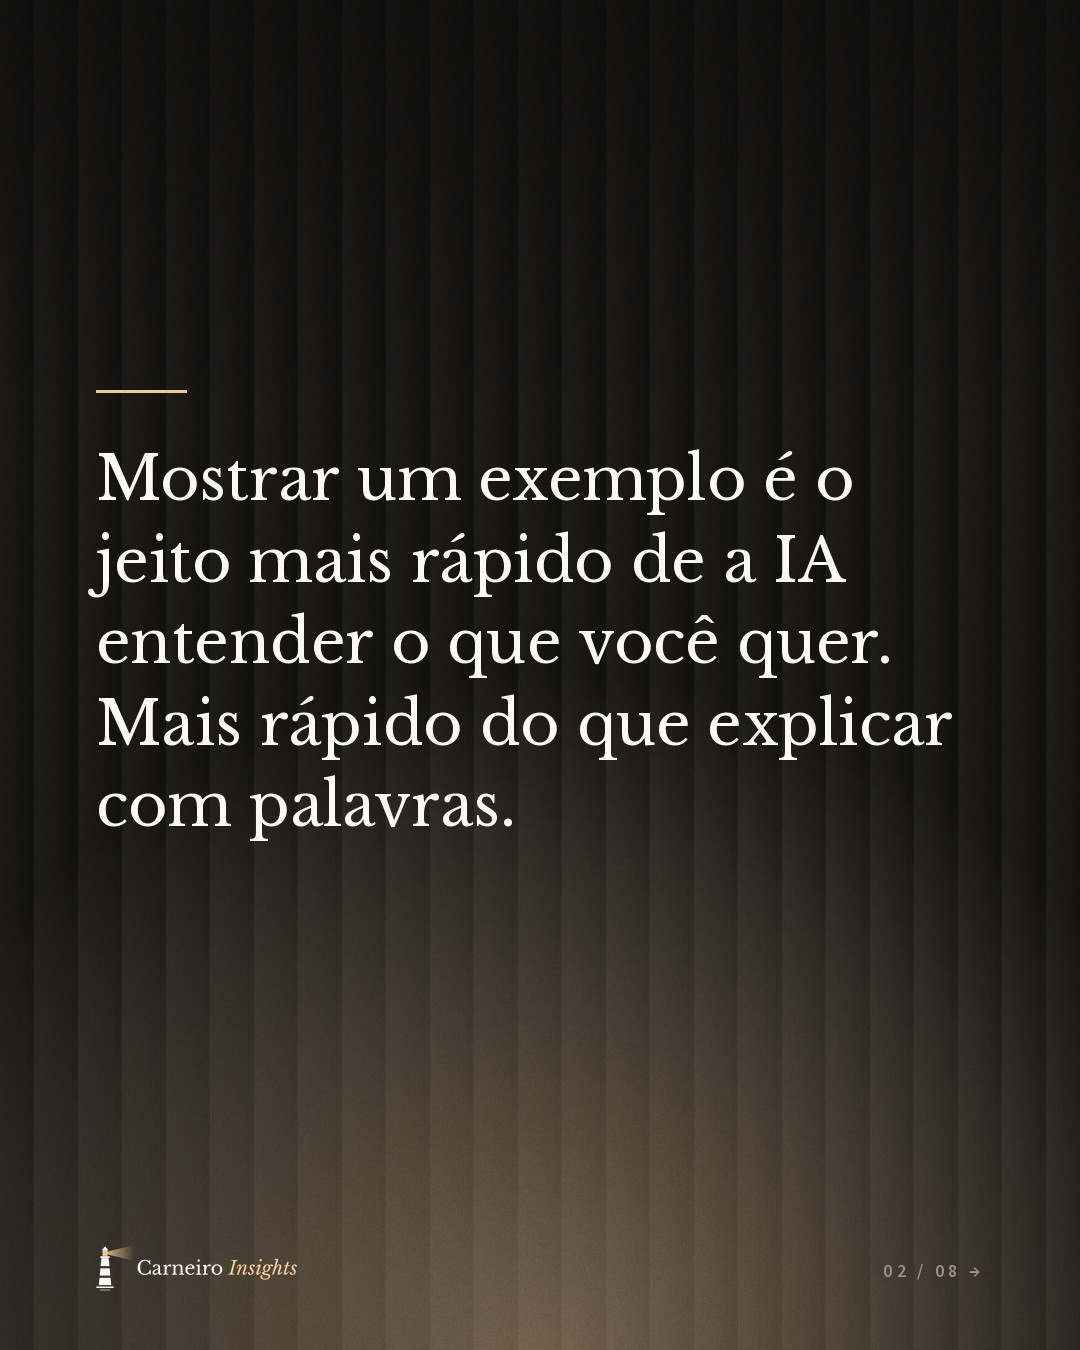 Mostrar um exemplo é o
jeito mais rápido de a IA
entender o que você quer.
Mais rápido do que explicar
com palavras.
Carneiro Insights
02 / 08 →